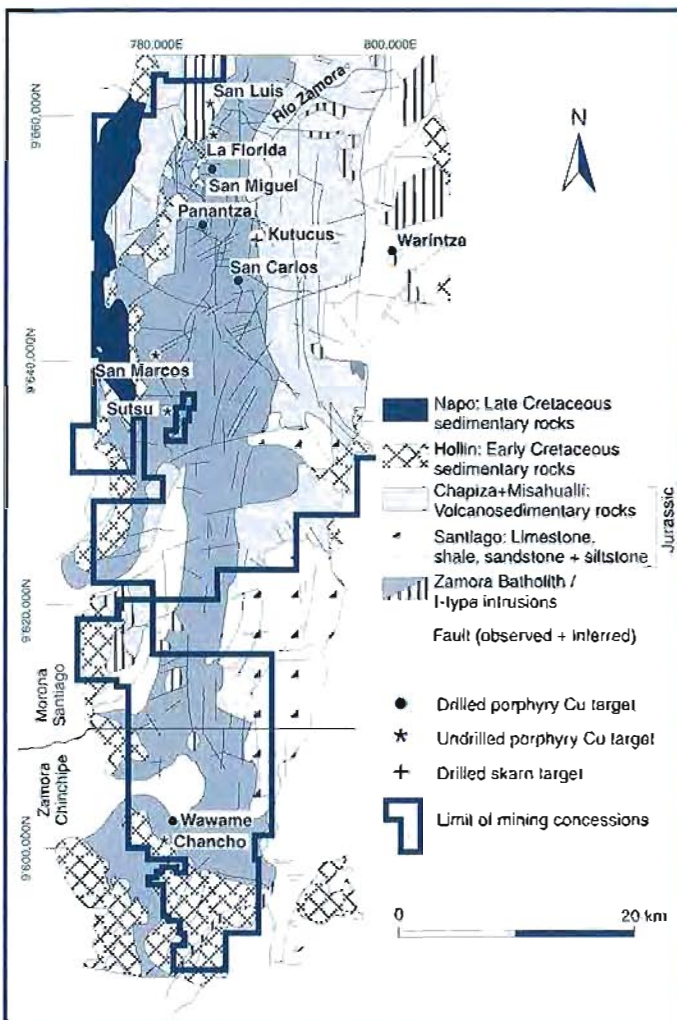 780,000E
800,000E
9'660,000N
San Luis
Río Zamora
N
La Florida
San Miguel
Panantza
Kutucus
Warintza
San Carlos
9'640,000N
San Marcos
Sutsu
Napo: Late Cretaceous
sedimentary rocks
Hollin: Early Cretaceous
sedimentary rocks
Chapiza+Misahualli:
Volcanosedimentary rocks
Santiago: Limestone,
shale, sandstone + siltstone
Jurassic
Zamora Batholith /
I-type intrusions
9'620,000N
Fault (observed + inferred)
Morona
Santiago
Drilled porphyry Cu target
Undrilled porphyry Cu target
Drilled skarn target
Zamora
Chinchipe
Limit of mining concessions
Wawame
Chancho
9'600,000N
0
20 km